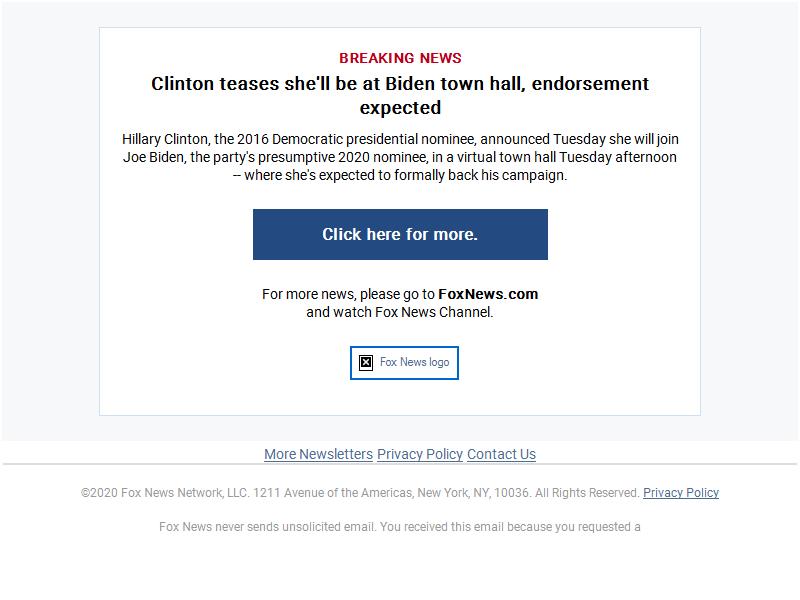 BREAKING NEWS
Clinton teases she'll be at Biden town hall, endorsement
expected
Hillary Clinton, the 2016 Democratic presidential nominee, announced Tuesday she will join
Joe Biden, the party's presumptive 2020 nominee, in a virtual town hall Tuesday afternoon
-- where she's expected to formally back his campaign.
Click here for more.
For more news, please go to FoxNews.com
and watch Fox News Channel.
Fox News logo
More Newsletters Privacy Policy Contact Us
©2020 Fox News Network, LLC. 1211 Avenue of the Americas, New York, NY, 10036. All Rights Reserved. Privacy Policy
Fox News never sends unsolicited email. You received this email because you requested a